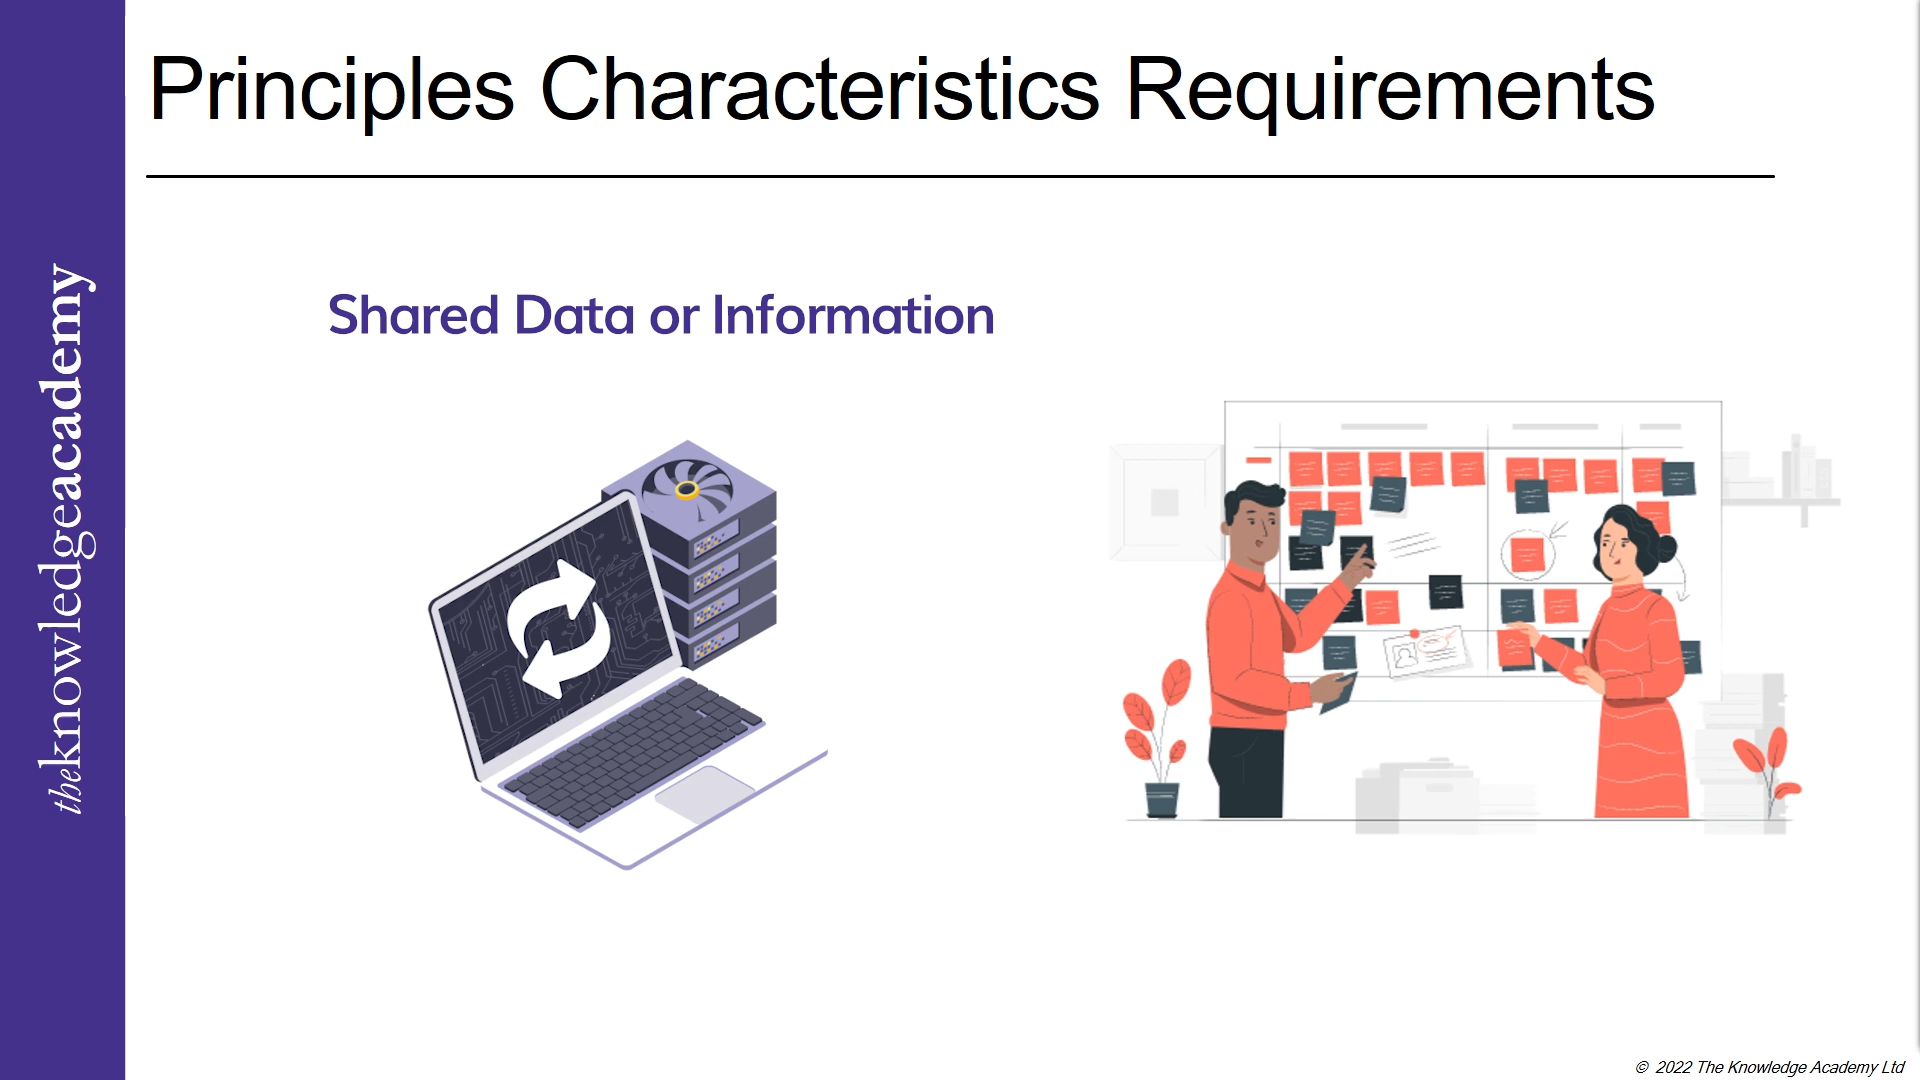 Principles Characteristics Requirements
Shared Data or Information
theknowledgeacademy
© 2022 The Knowledge Academy Ltd